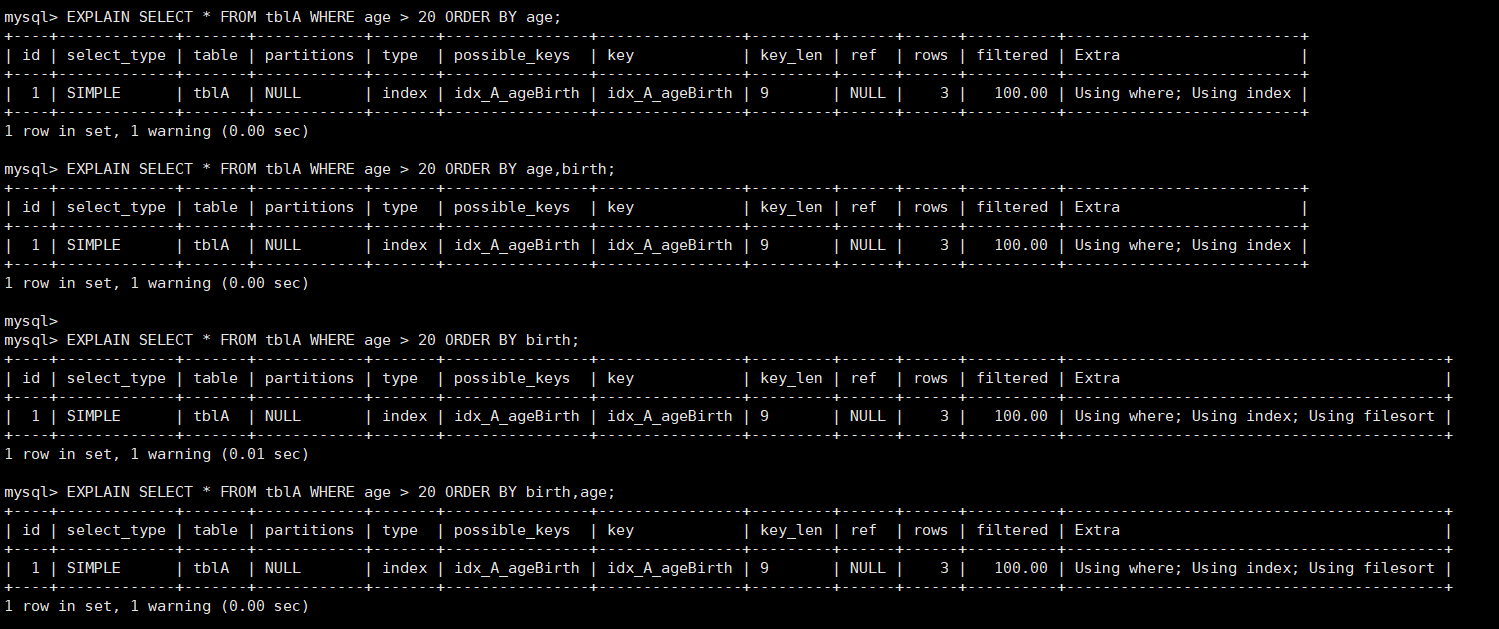 mysql> EXPLAIN SELECT * FROM tblA WHERE age > 20 ORDER BY age;
+----+-------------+-------+------------+-------+----------------+----------------+---------+------+------+----------+--------------------------+
| id | select_type | table | partitions | type  | possible_keys  | key            | key_len | ref  | rows | filtered | Extra                    |
+----+-------------+-------+------------+-------+----------------+----------------+---------+------+------+----------+--------------------------+
|  1 | SIMPLE      | tblA  | NULL       | index | idx_A_ageBirth | idx_A_ageBirth | 9       | NULL |    3 |   100.00 | Using where; Using index |
+----+-------------+-------+------------+-------+----------------+----------------+---------+------+------+----------+--------------------------+
1 row in set, 1 warning (0.00 sec)

mysql> EXPLAIN SELECT * FROM tblA WHERE age > 20 ORDER BY age,birth;
+----+-------------+-------+------------+-------+----------------+----------------+---------+------+------+----------+--------------------------+
| id | select_type | table | partitions | type  | possible_keys  | key            | key_len | ref  | rows | filtered | Extra                    |
+----+-------------+-------+------------+-------+----------------+----------------+---------+------+------+----------+--------------------------+
|  1 | SIMPLE      | tblA  | NULL       | index | idx_A_ageBirth | idx_A_ageBirth | 9       | NULL |    3 |   100.00 | Using where; Using index |
+----+-------------+-------+------------+-------+----------------+----------------+---------+------+------+----------+--------------------------+
1 row in set, 1 warning (0.00 sec)

mysql>
mysql> EXPLAIN SELECT * FROM tblA WHERE age > 20 ORDER BY birth;
+----+-------------+-------+------------+-------+----------------+----------------+---------+------+------+----------+------------------------------------------+
| id | select_type | table | partitions | type  | possible_keys  | key            | key_len | ref  | rows | filtered | Extra                                    |
+----+-------------+-------+------------+-------+----------------+----------------+---------+------+------+----------+------------------------------------------+
|  1 | SIMPLE      | tblA  | NULL       | index | idx_A_ageBirth | idx_A_ageBirth | 9       | NULL |    3 |   100.00 | Using where; Using index; Using filesort |
+----+-------------+-------+------------+-------+----------------+----------------+---------+------+------+----------+------------------------------------------+
1 row in set, 1 warning (0.01 sec)

mysql> EXPLAIN SELECT * FROM tblA WHERE age > 20 ORDER BY birth,age;
+----+-------------+-------+------------+-------+----------------+----------------+---------+------+------+----------+------------------------------------------+
| id | select_type | table | partitions | type  | possible_keys  | key            | key_len | ref  | rows | filtered | Extra                                    |
+----+-------------+-------+------------+-------+----------------+----------------+---------+------+------+----------+------------------------------------------+
|  1 | SIMPLE      | tblA  | NULL       | index | idx_A_ageBirth | idx_A_ageBirth | 9       | NULL |    3 |   100.00 | Using where; Using index; Using filesort |
+----+-------------+-------+------------+-------+----------------+----------------+---------+------+------+----------+------------------------------------------+
1 row in set, 1 warning (0.00 sec)